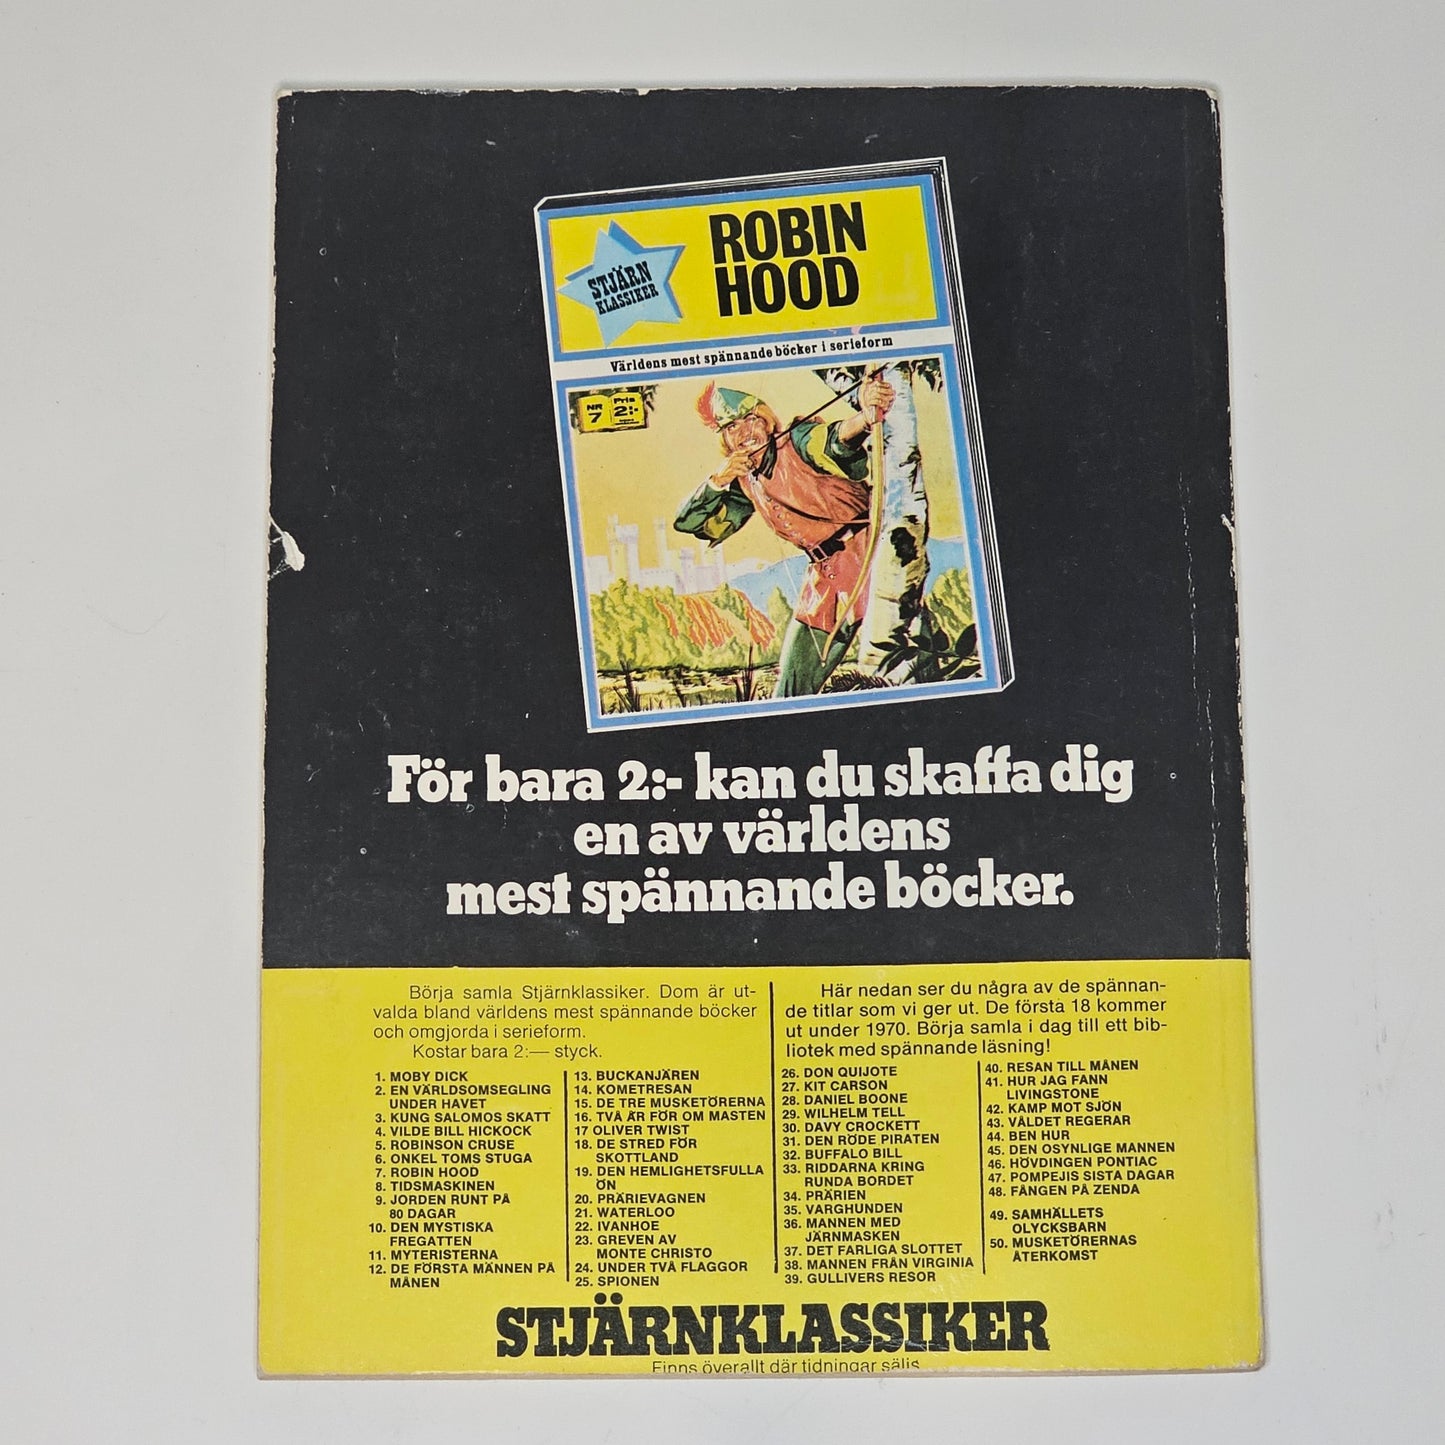 ROBIN
HOOD
STJÄRN
KLASSIKER
Världens mest spännande böcker i serieform
NR
7
Pris
2:-
För bara 2:- kan du skaffa dig
en av världens
mest spännande böcker.
Börja samla Stjärnklassiker. Dom är ut-
valda bland världens mest spännande böcker
och omgjorda i serieform.
Kostar bara 2:— styck.
Här nedan ser du några av de spännan-
de titlar som vi ger ut. De första 18 kommer
ut under 1970. Börja samla i dag till ett bib-
liotek med spännande läsning!
1. MOBY DICK
2. EN VÄRLDSOMSEGLING
UNDER HAVET
3. KUNG SALOMOS SKATT
4. VILDE BILL HICKOCK
5. ROBINSON CRUSE
6. ONKEL TOMS STUGA
7. ROBIN HOOD
8. TIDSMASKINEN
9. JORDEN RUNT PÅ
80 DAGAR
10. DEN MYSTISKA
FREGATTEN
11. MYTERISTERNA
12. DE FÖRSTA MÄNNEN PÅ
MÅNEN
13. BUCKANJÄREN
14. KOMETRESAN
15. DE TRE MUSKETÖRERNA
16. TVÅ ÅR FÖR OM MASTEN
17 OLIVER TWIST
18. DE STRED FÖR
SKOTTLAND
19. DEN HEMLIGHETSFULLA
ÖN
20. PRÄRIEVAGNEN
21. WATERLOO
22. IVANHOE
23. GREVEN AV
MONTE CHRISTO
24. UNDER TVÅ FLAGGOR
25. SPIONEN
26. DON QUIJOTE
27. KIT CARSON
28. DANIEL BOONE
29. WILHELM TELL
30. DAVY CROCKETT
31. DEN RÖDE PIRATEN
32. BUFFALO BILL
33. RIDDARNA KRING
RUNDA BORDET
34. PRÄRIEN
35. VARGHUNDEN
36. MANNEN MED
JÄRNMASKEN
37. DET FARLIGA SLOTTET
38. MANNEN FRÅN VIRGINIA
39. GULLIVERS RESOR
40. RESAN TILL MÅNEN
41. HUR JAG FANN
LIVINGSTONE
42. KAMP MOT SJÖN
43. VÅLDET REGERAR
44. BEN HUR
45. DEN OSYNLIGE MANNEN
46. HÖVDINGEN PONTIAC
47. POMPEJIS SISTA DAGAR
48. FÅNGEN PÅ ZENDA
49. SAMHÄLLETS
OLYCKSBARN
50. MUSKETÖRERNAS
ÅTERKOMST
STJÄRNKLASSIKER
Finns överallt där tidningar säljs